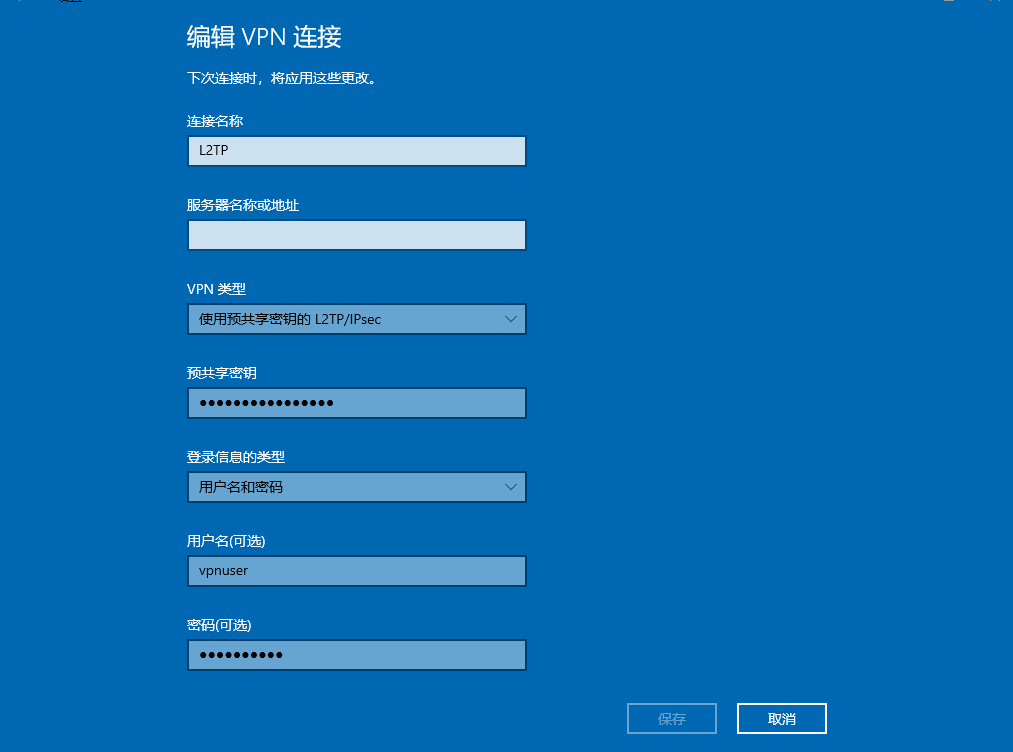 编辑 VPN 连接
下次连接时，将应用这些更改。
连接名称
L2TP
服务器名称或地址
VPN 类型
使用预共享密钥的 L2TP/IPsec
预共享密钥
●●●●●●●●●●●●●●●●
登录信息的类型
用户名和密码
用户名(可选)
vpnuser
密码(可选)
●●●●●●●●●●
保存
取消